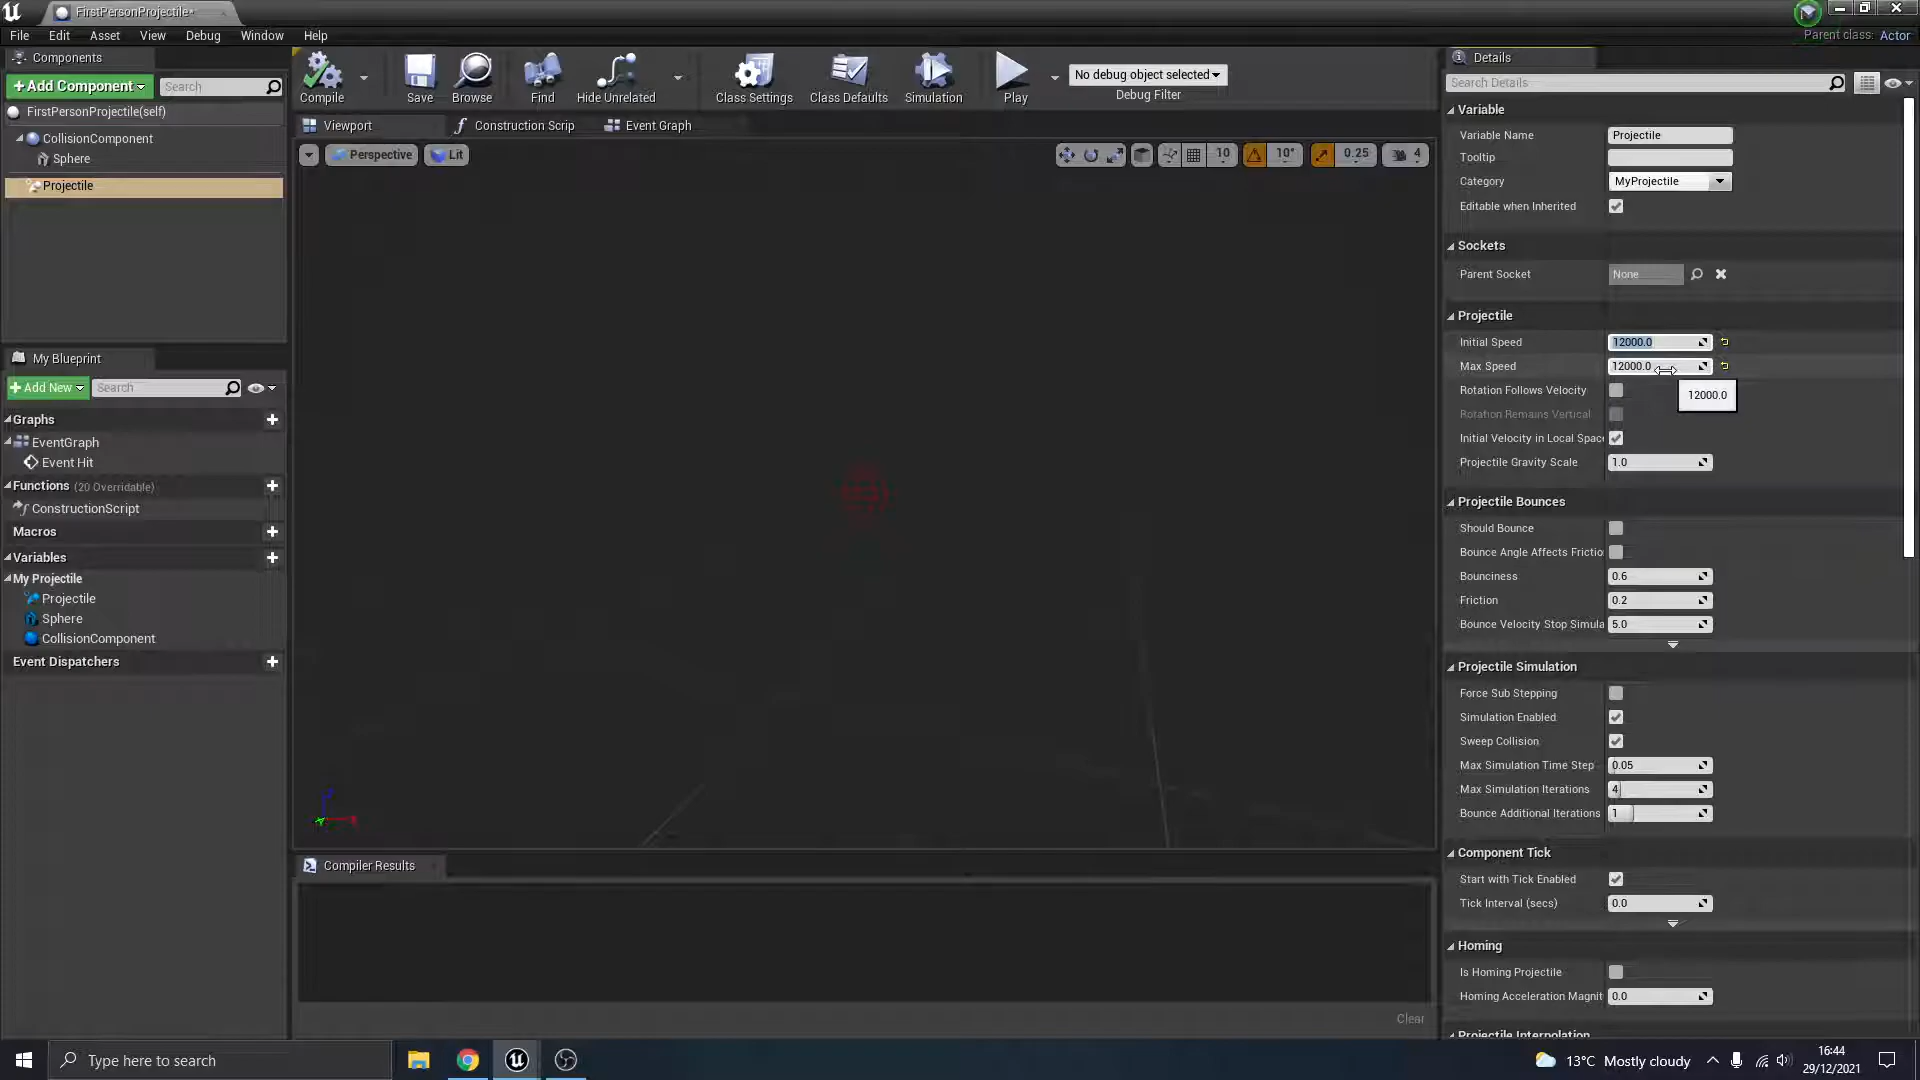 FirstPersonProjectile*
File Edit Asset View Debug Window Help
Parent class: Actor
Components
+Add Component
Search
FirstPersonProjectile(self)
CollisionComponent
Sphere
Projectile
My Blueprint
+Add New
Search
Graphs
EventGraph
Event Hit
Functions (20 Overridable)
ConstructionScript
Macros
Variables
My Projectile
Projectile
Sphere
CollisionComponent
Event Dispatchers
Compile
Save
Browse
Find
Hide Unrelated
Class Settings
Class Defaults
Simulation
Play
No debug object selected
Debug Filter
Viewport
Construction Scrip
Event Graph
Perspective
Lit
10
10°
0.25
4
Compiler Results
Clear
Details
Search Details
Variable
Variable Name Projectile
Tooltip
Category MyProjectile
Editable when Inherited
Sockets
Parent Socket None
Projectile
Initial Speed 12000.0
Max Speed 12000.0
12000.0
Rotation Follows Velocity
Rotation Remains Vertical
Initial Velocity in Local Space
Projectile Gravity Scale 1.0
Projectile Bounces
Should Bounce
Bounce Angle Affects Frictio
Bounciness 0.6
Friction 0.2
Bounce Velocity Stop Simula 5.0
Projectile Simulation
Force Sub Stepping
Simulation Enabled
Sweep Collision
Max Simulation Time Step 0.05
Max Simulation Iterations 4
Bounce Additional Iterations 1
Component Tick
Start with Tick Enabled
Tick Interval (secs) 0.0
Homing
Is Homing Projectile
Homing Acceleration Magnit 0.0
Projectile Interpolation
Type here to search
13°C Mostly cloudy
16:44
29/12/2021